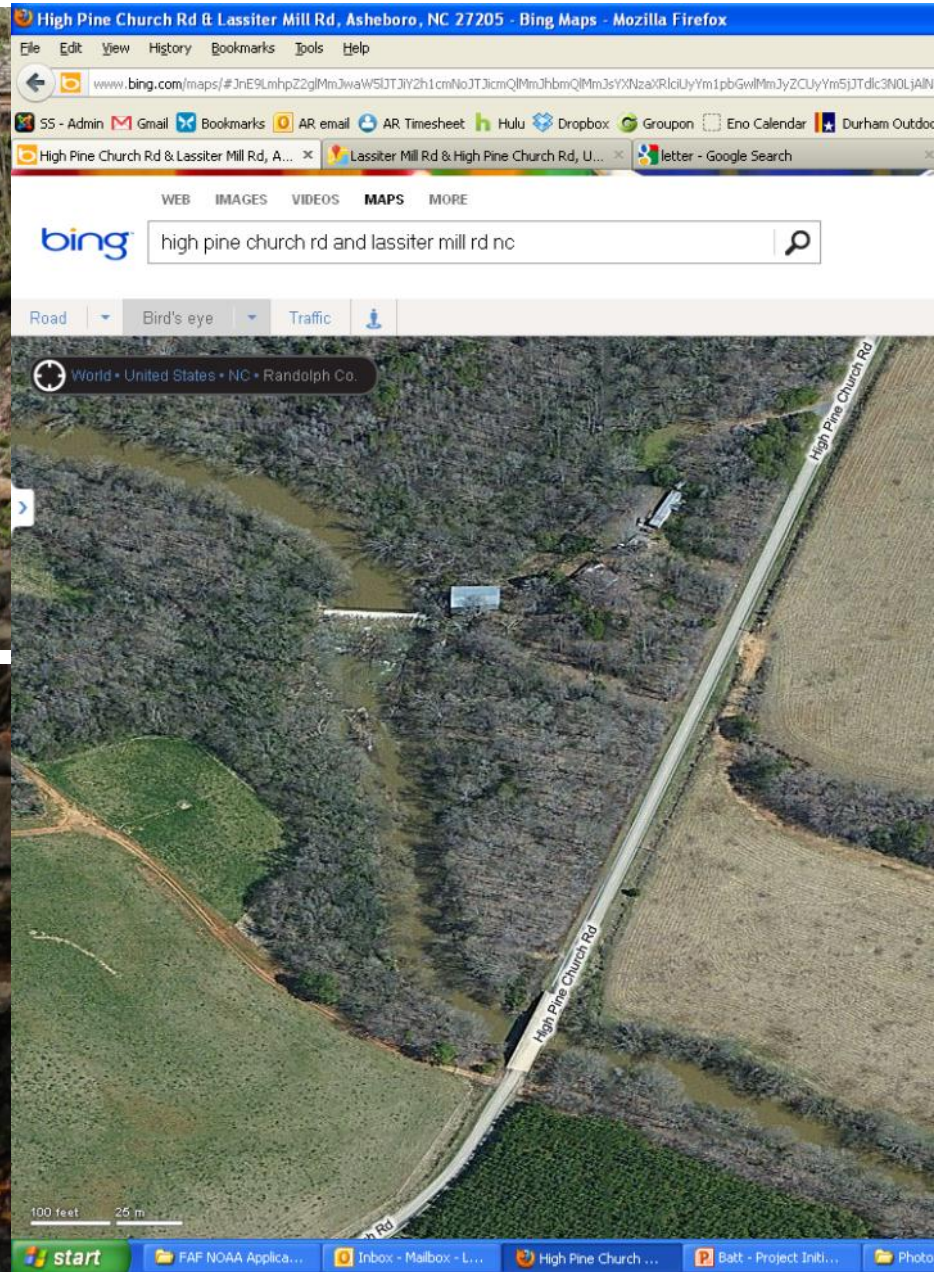 High Pine Church Rd & Lassiter Mill Rd, Asheboro, NC 27205 - Bing Maps - Mozilla Firefox
File Edit View History Bookmarks Tools Help
SS - Admin Gmail Bookmarks AR email AR Timesheet Hulu Dropbox Groupon Eno Calendar Durham Outdoo
High Pine Church Rd & Lassiter Mill Rd, A... Lassiter Mill Rd & High Pine Church Rd, U... letter - Google Search
WEB IMAGES VIDEOS MAPS MORE
bing high pine church rd and lassiter mill rd nc
Road Bird's eye Traffic
World • United States • NC • Randolph Co.
High Pine Church Rd
High Pine Church Rd
h Rd
100 feet 25 m
start FAF NOAA Applica... Inbox - Mailbox - L... High Pine Church ... Batt - Project Initi... Photo